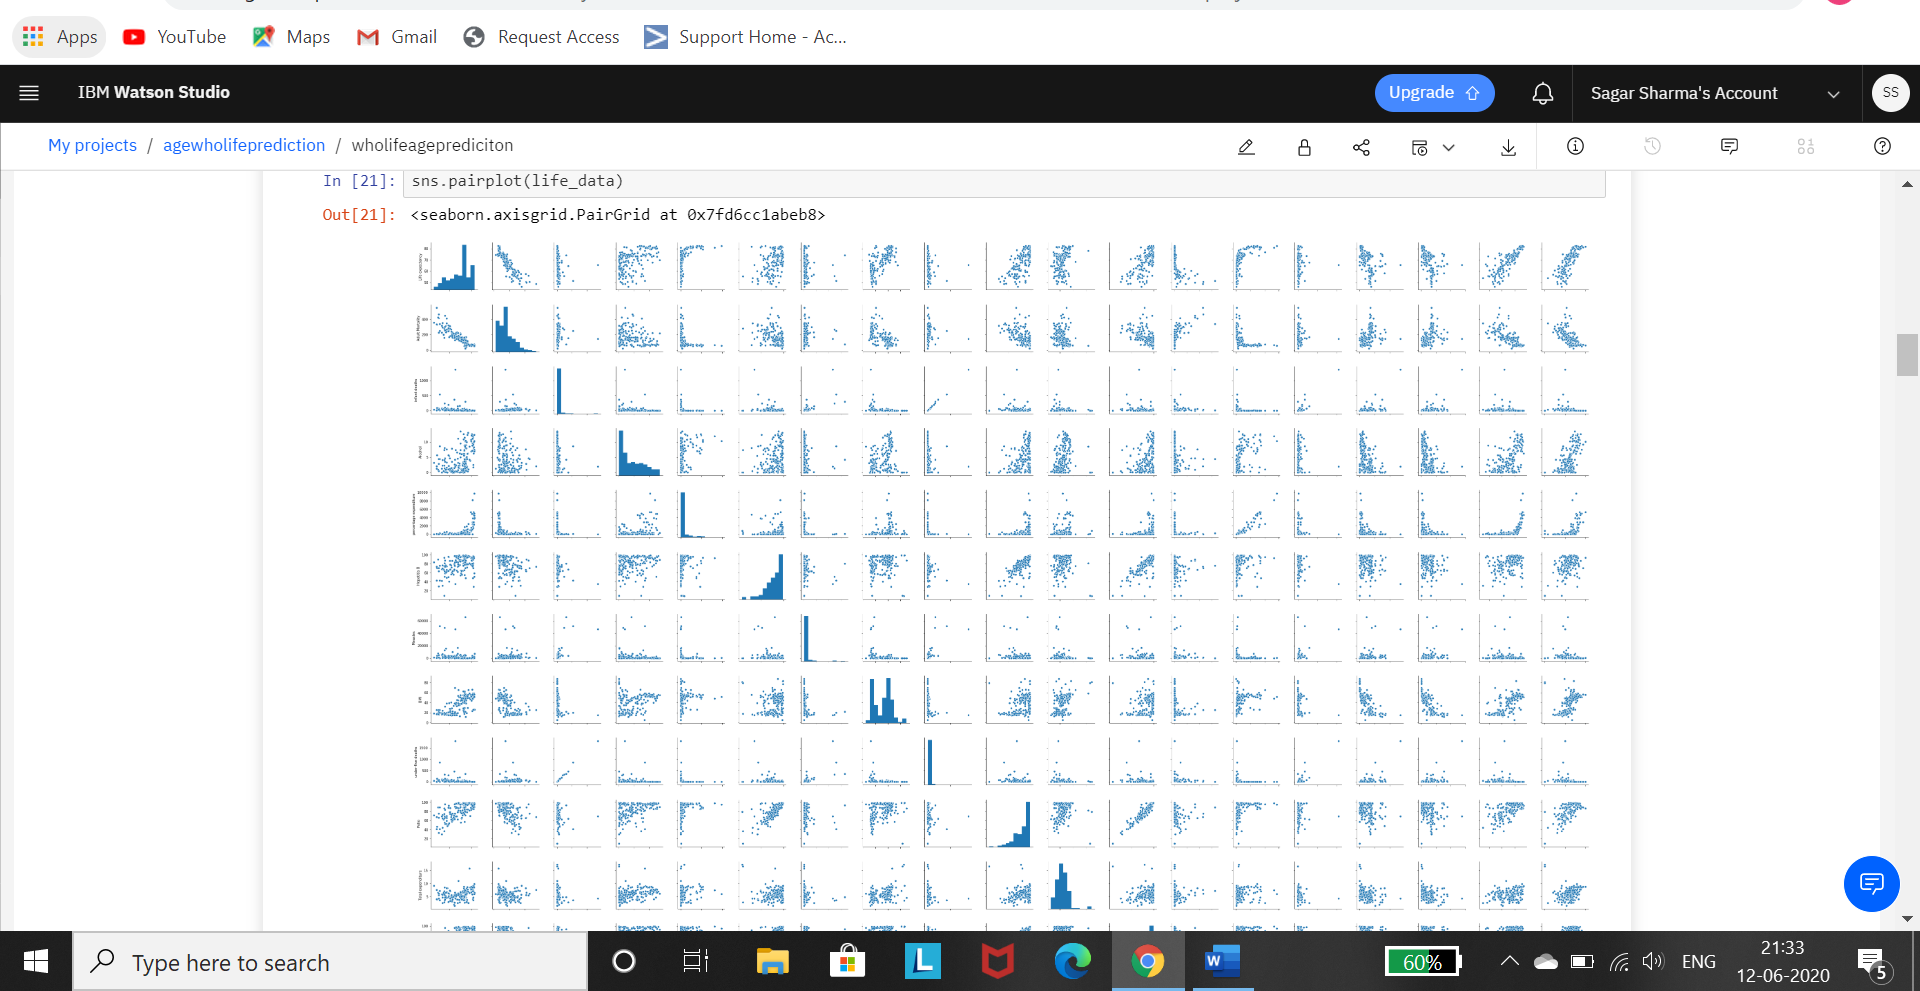 Apps YouTube Maps Gmail Request Access Support Home - Ac...
IBM Watson Studio Upgrade Sagar Sharma's Account SS
My projects / agewholifeprediction / wholifeageprediciton
In [21]: sns.pairplot(life_data)
Out[21]: <seaborn.axisgrid.PairGrid at 0x7fd6cc1abeb8>
Type here to search
60%
ENG
21:33
12-06-2020
5